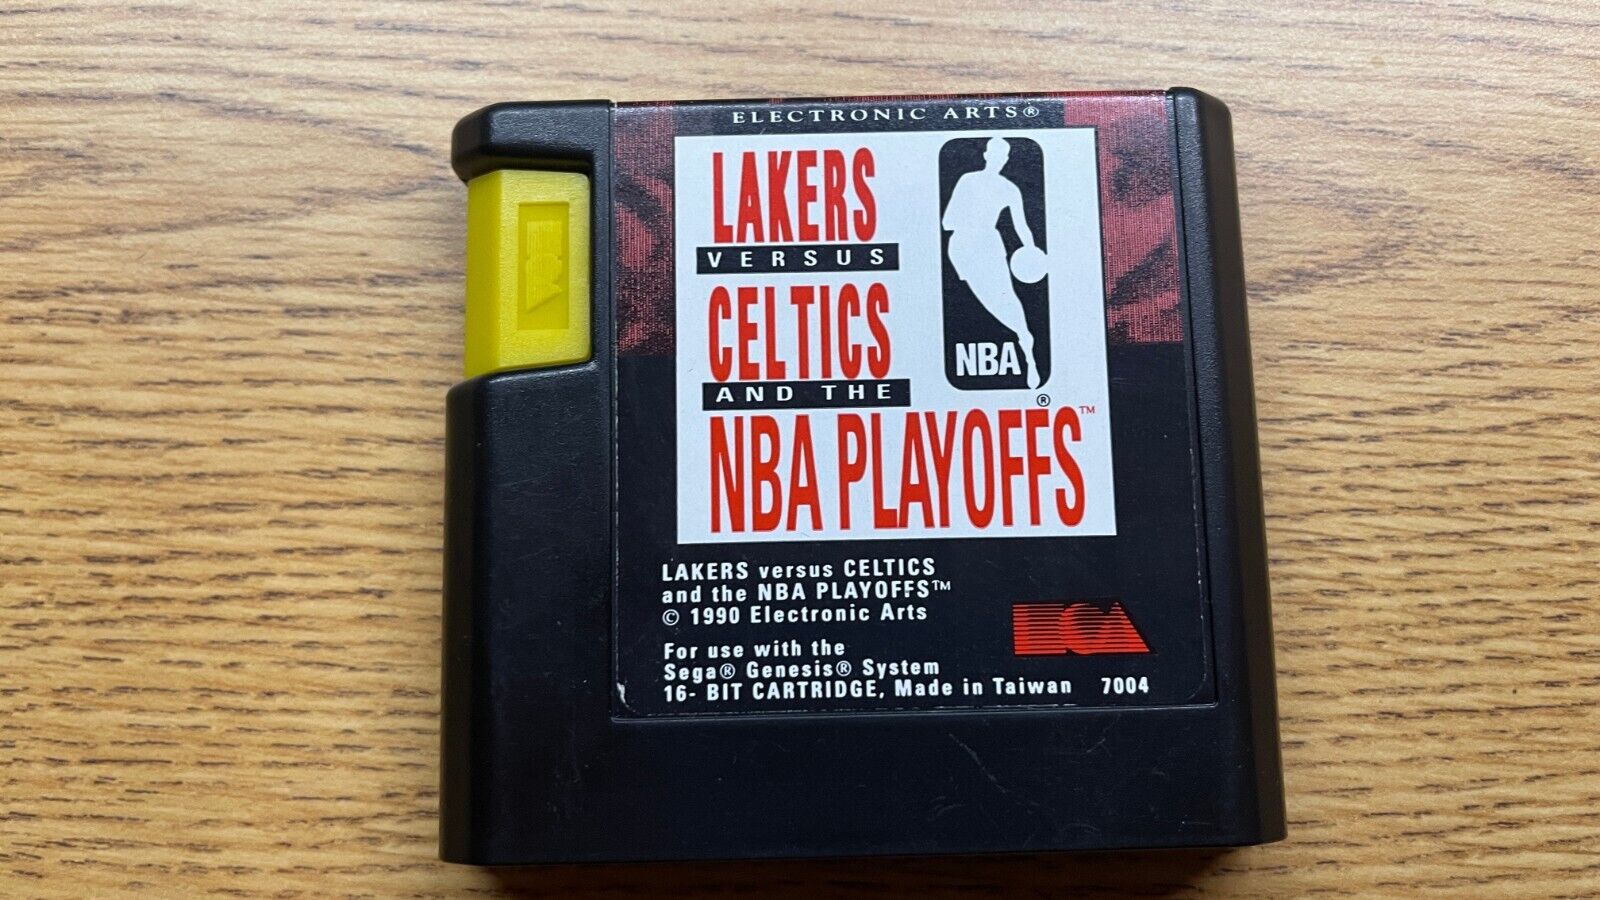 ELECTRONIC ARTS®
LAKERS
VERSUS
CELTICS
AND THE
NBA PLAYOFFS™
NBA
®
LAKERS versus CELTICS
and the NBA PLAYOFFS™
© 1990 Electronic Arts
For use with the
Sega® Genesis® System
16- BIT CARTRIDGE, Made in Taiwan 7004
EA